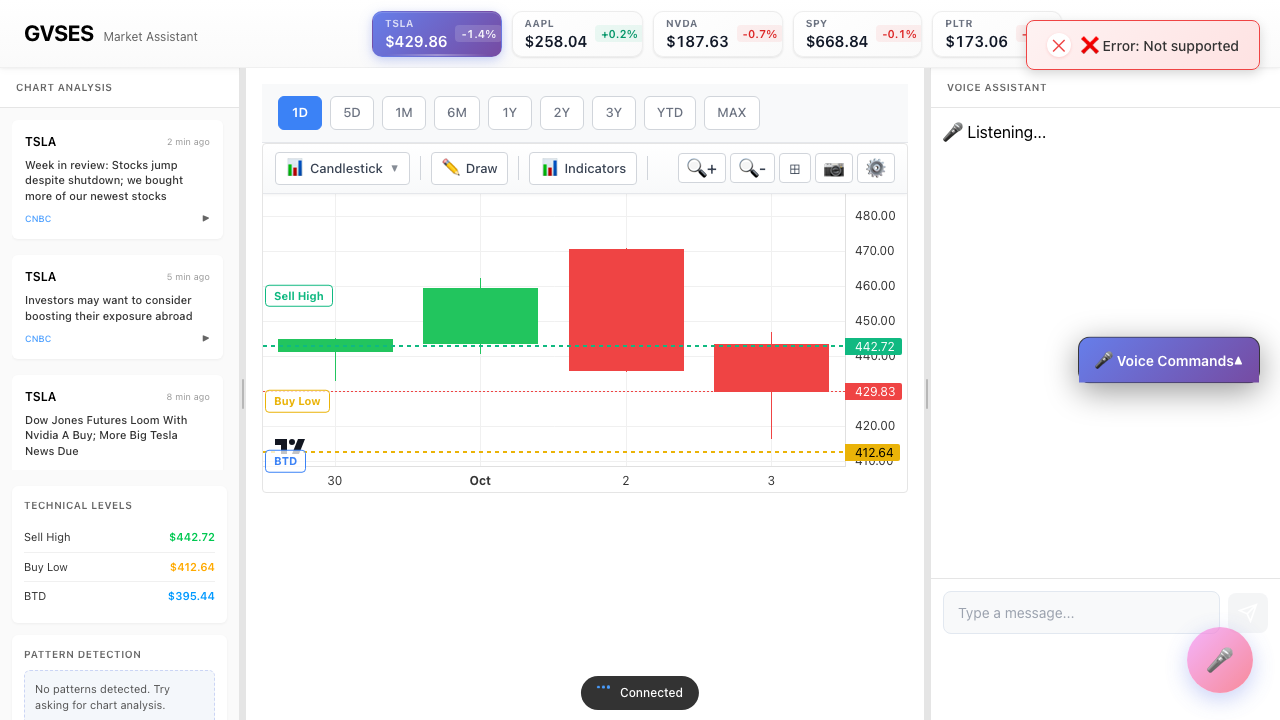 GVSES
Market Assistant
TSLA
$429.86
-1.4%
AAPL
$258.04
+0.2%
NVDA
$187.63
-0.7%
SPY
$668.84
-0.1%
PLTR
$173.06
Error: Not supported
CHART ANALYSIS
TSLA
2 min ago
Week in review: Stocks jump
despite shutdown; we bought
more of our newest stocks
CNBC
TSLA
5 min ago
Investors may want to consider
boosting their exposure abroad
CNBC
TSLA
8 min ago
Dow Jones Futures Loom With
Nvidia A Buy; More Big Tesla
News Due
TECHNICAL LEVELS
Sell High
$442.72
Buy Low
$412.64
BTD
$395.44
PATTERN DETECTION
No patterns detected. Try
asking for chart analysis.
1D
5D
1M
6M
1Y
2Y
3Y
YTD
MAX
Candlestick
Draw
Indicators
480.00
470.00
460.00
450.00
442.72
440.00
429.83
420.00
412.64
410.00
Sell High
Buy Low
BTD
30
Oct
2
3
Connected
VOICE ASSISTANT
Listening...
Voice Commands
Type a message...